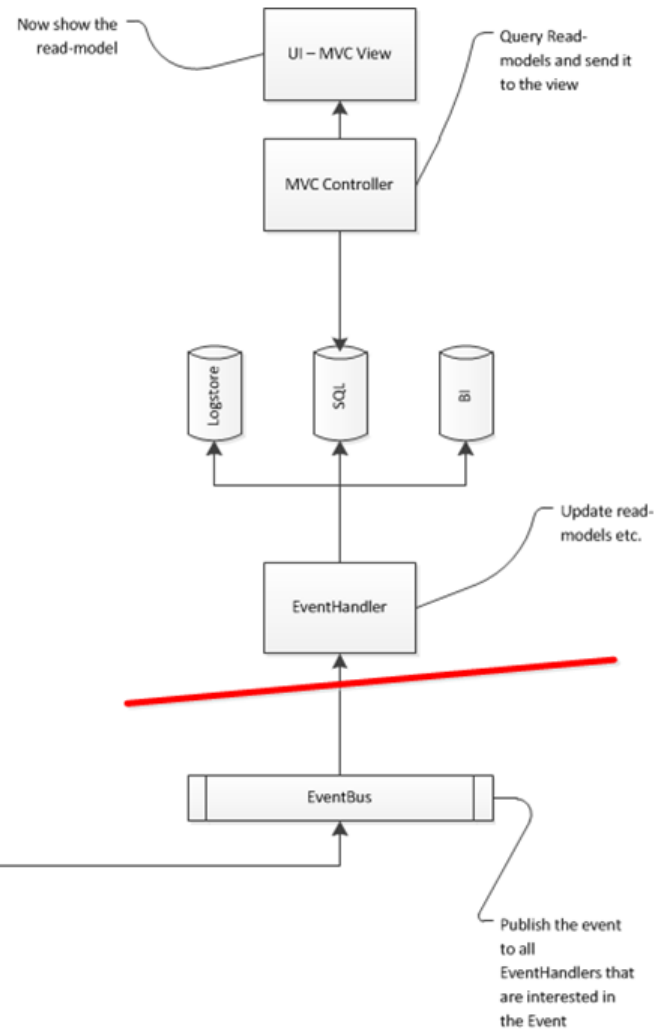 Now show the
read-model
UI – MVC View
Query Read-
models and send it
to the view
MVC Controller
Logstore
SQL
BI
Update read-
models etc.
EventHandler
EventBus
Publish the event
to all
EventHandlers that
are interested in
the Event